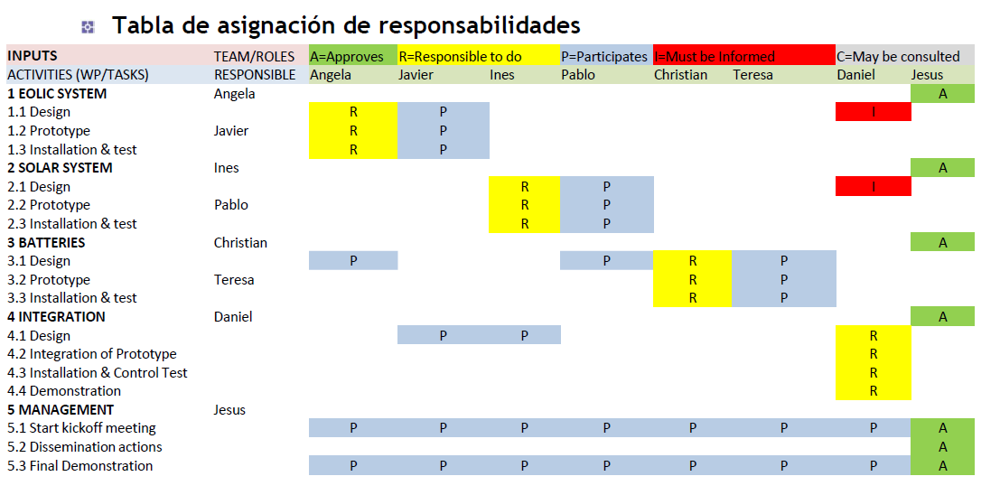 Tabla de asignación de responsabilidades
INPUTS TEAM/ROLES A=Approves R=Responsible to do P=Participates I=Must be Informed C=May be consulted
ACTIVITIES (WP/TASKS) RESPONSIBLE Angela Javier Ines Pablo Christian Teresa Daniel Jesus
1 EOLIC SYSTEM Angela A
1.1 Design R P I
1.2 Prototype Javier R P
1.3 Installation & test R P
2 SOLAR SYSTEM Ines A
2.1 Design R P I
2.2 Prototype Pablo R P
2.3 Installation & test R P
3 BATTERIES Christian A
3.1 Design P P R P
3.2 Prototype Teresa R P
3.3 Installation & test R P
4 INTEGRATION Daniel A
4.1 Design P P R
4.2 Integration of Prototype R
4.3 Installation & Control Test R
4.4 Demonstration R
5 MANAGEMENT Jesus
5.1 Start kickoff meeting P P P P P P P A
5.2 Dissemination actions A
5.3 Final Demonstration P P P P P P P A